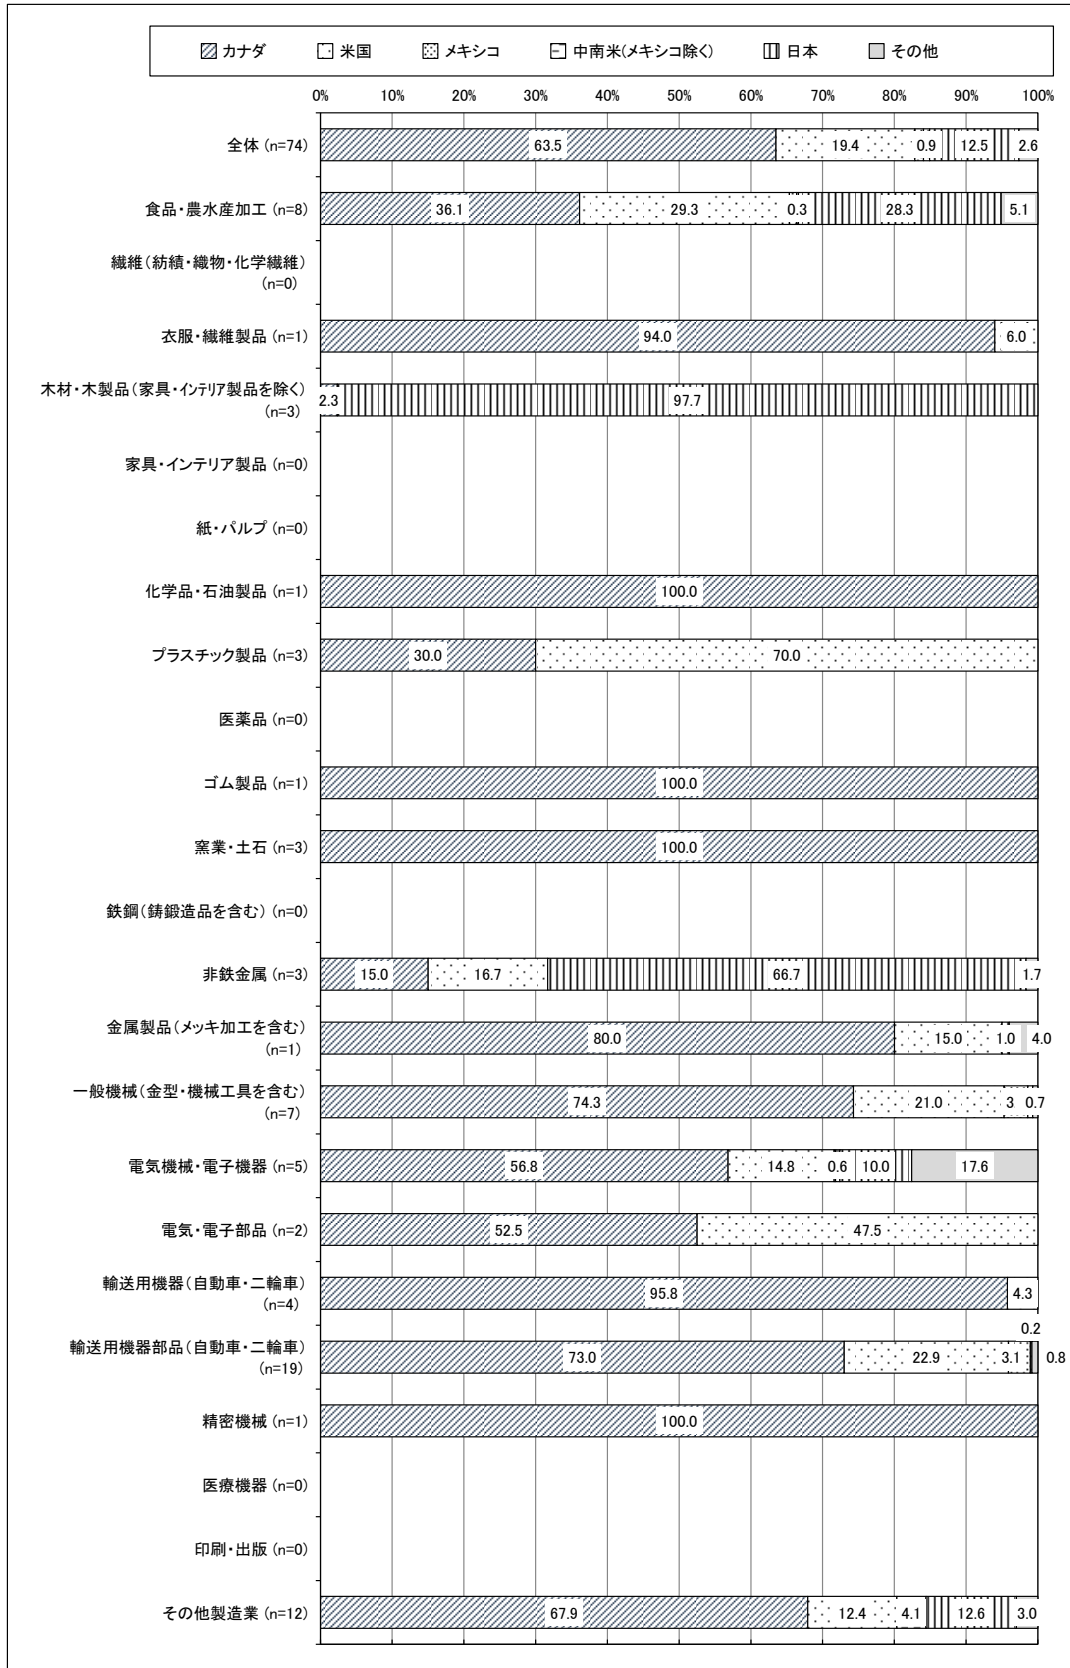 カナダ 米国 メキシコ 中南米(メキシコ除く) 日本 その他
0% 10% 20% 30% 40% 50% 60% 70% 80% 90% 100%
全体 (n=74) 63.5 19.4 0.9 12.5 2.6
食品・農水産加工 (n=8) 36.1 29.3 0.3 28.3 5.1
繊維(紡績・織物・化学繊維)
(n=0)
衣服・繊維製品 (n=1) 94.0 6.0
木材・木製品(家具・インテリア製品を除く)
(n=3) 2.3 97.7
家具・インテリア製品 (n=0)
紙・パルプ (n=0)
化学品・石油製品 (n=1) 100.0
プラスチック製品 (n=3) 30.0 70.0
医薬品 (n=0)
ゴム製品 (n=1) 100.0
窯業・土石 (n=3) 100.0
鉄鋼(鋳鍛造品を含む) (n=0)
非鉄金属 (n=3) 15.0 16.7 66.7 1.7
金属製品(メッキ加工を含む)
(n=1) 80.0 15.0 1.0 4.0
一般機械(金型・機械工具を含む)
(n=7) 74.3 21.0 3 0.7
電気機械・電子機器 (n=5) 56.8 14.8 0.6 10.0 17.6
電気・電子部品 (n=2) 52.5 47.5
輸送用機器(自動車・二輪車)
(n=4) 95.8 4.3
0.2
輸送用機器部品(自動車・二輪車)
(n=19) 73.0 22.9 3.1 0.8
精密機械 (n=1) 100.0
医療機器 (n=0)
印刷・出版 (n=0)
その他製造業 (n=12) 67.9 12.4 4.1 12.6 3.0